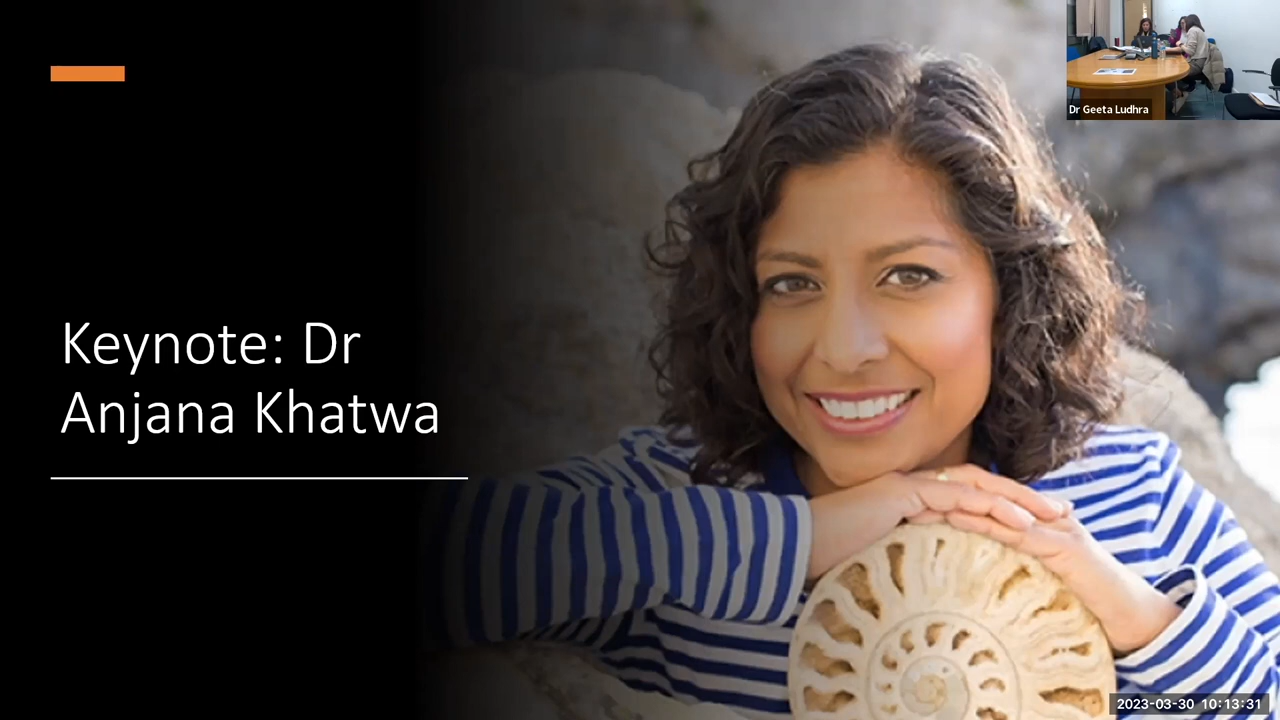 Dr Geeta Ludhra
Keynote: Dr
Anjana Khatwa
2023-03-30 10:13:31